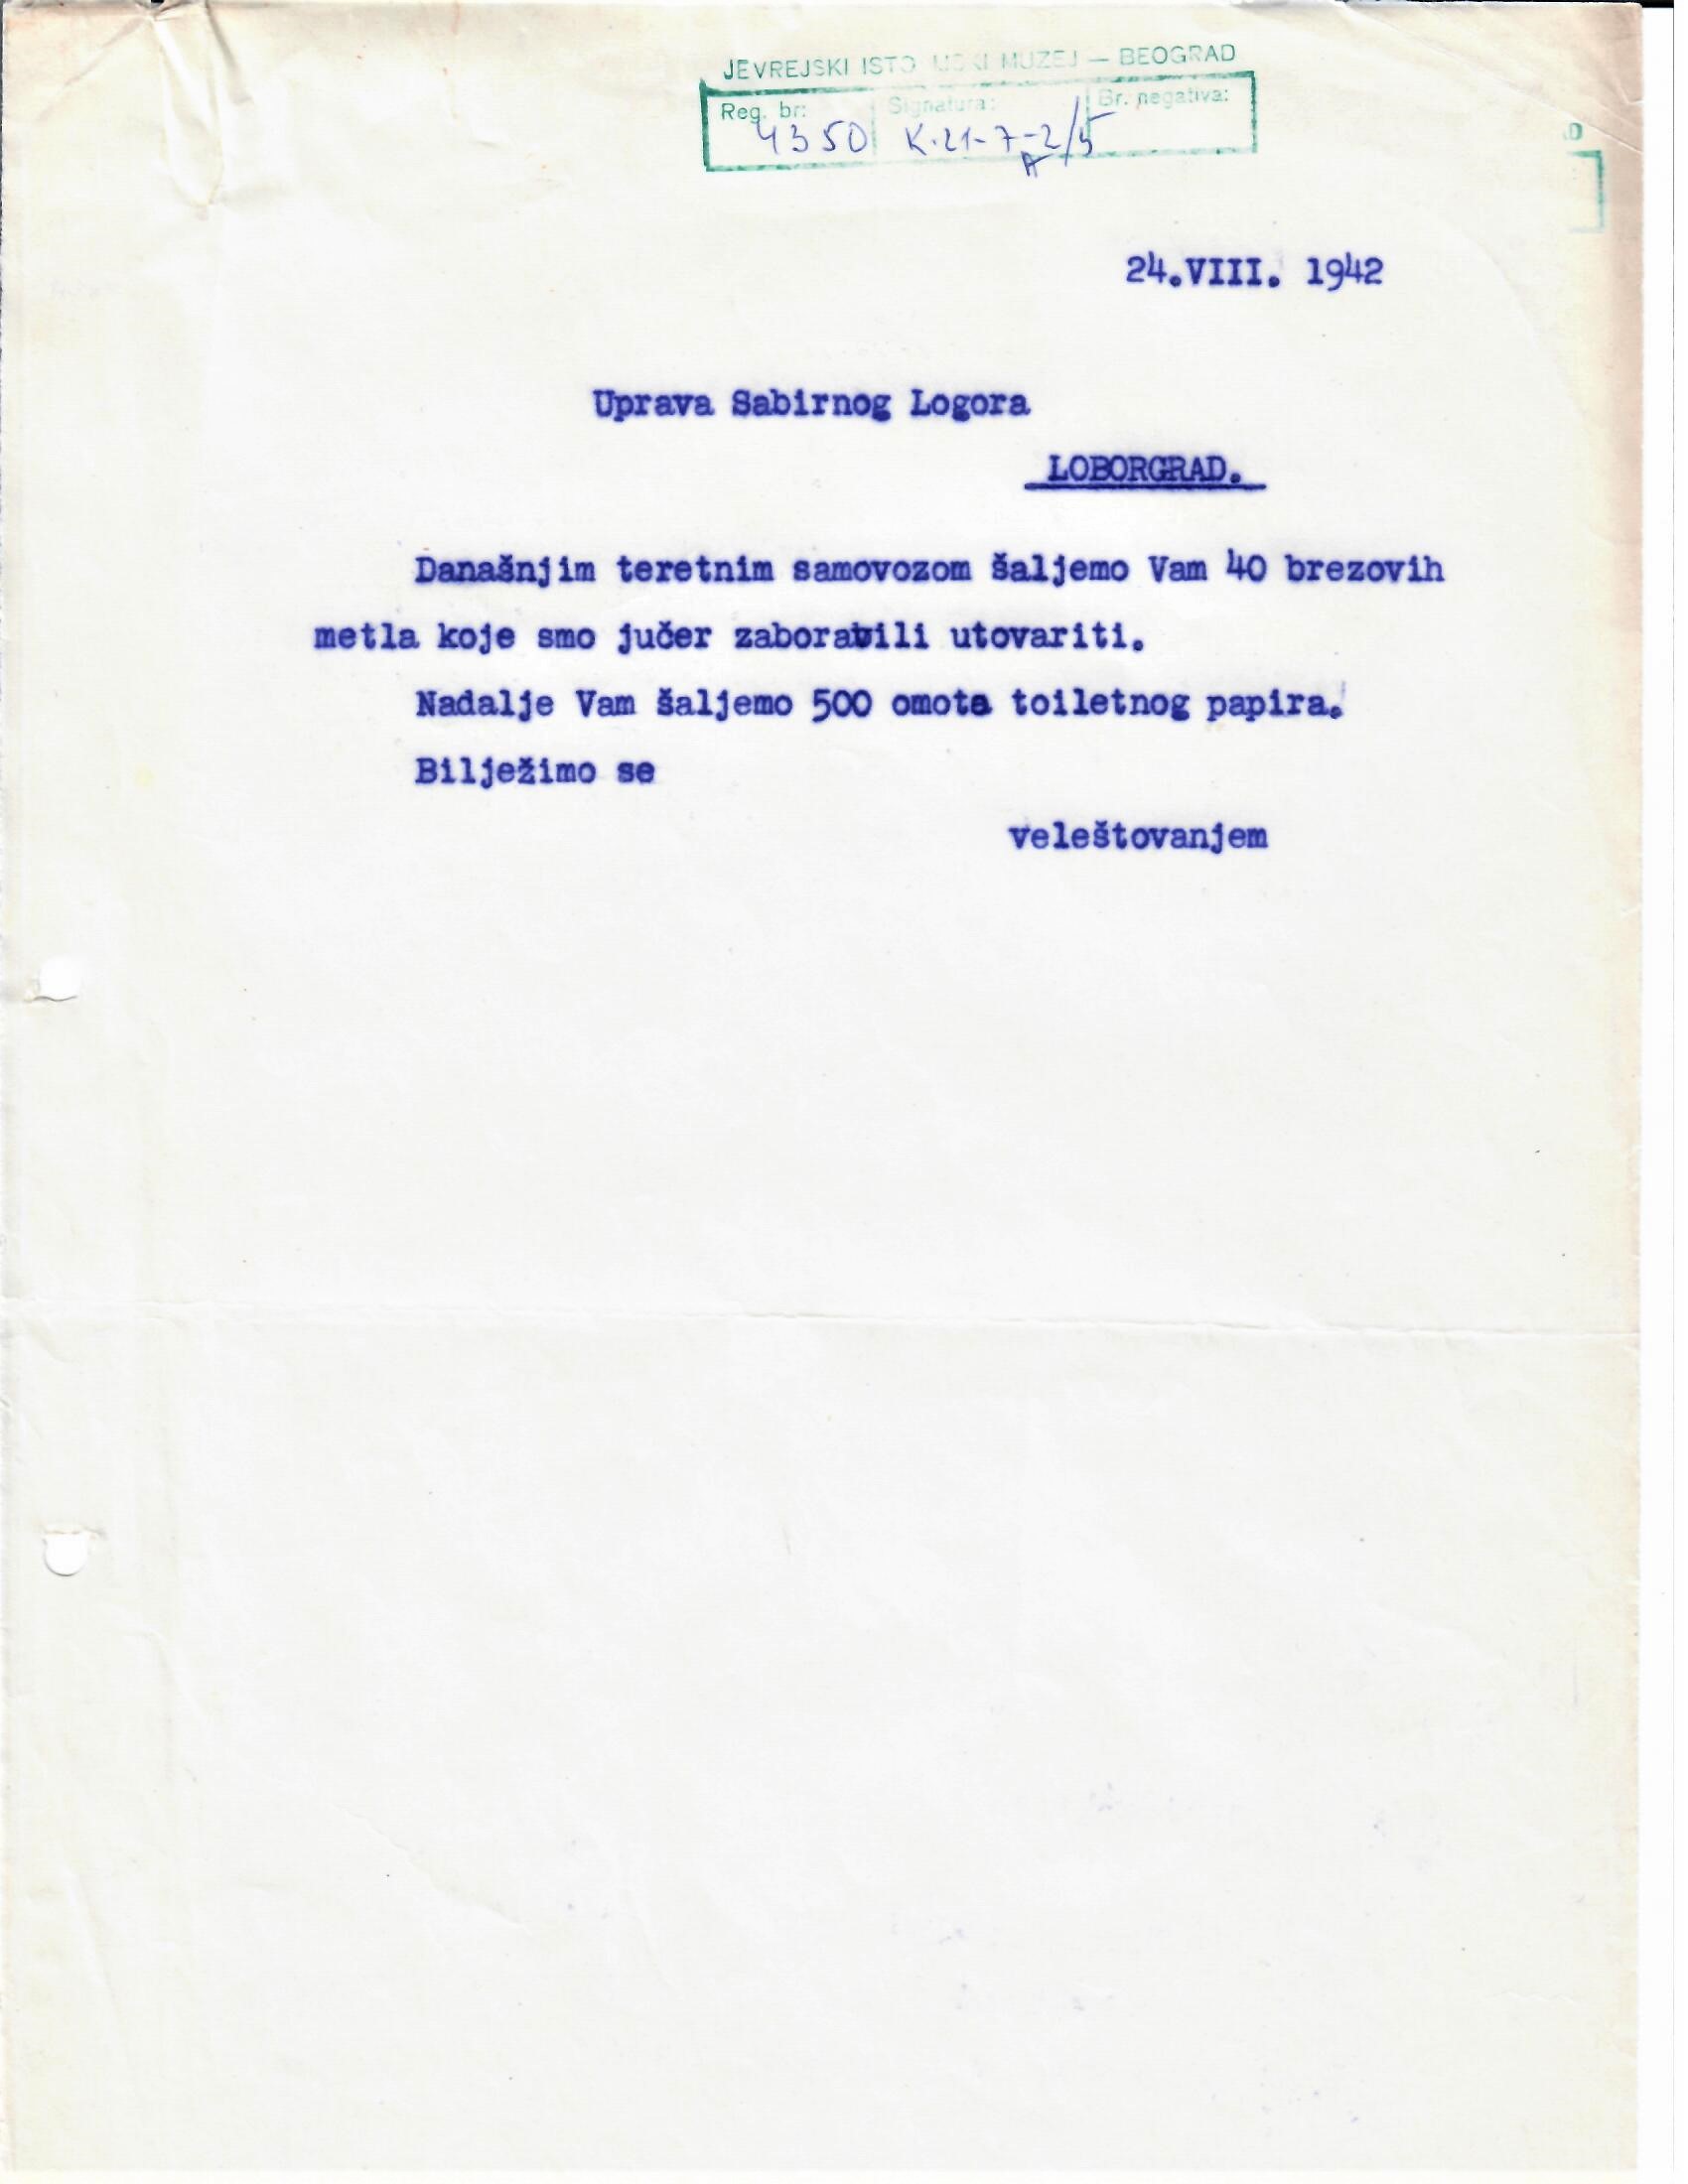 JEVREJSKI ISTO MUZEJ — BEOGRAD
Reg. br: Signatura: Br. negativa:
4350 K.21-7-2/5
A
D
24.VIII. 1942
Uprava Sabirnog Logora
LOBORGRAD.
Današnjim teretnim samovozom šaljemo Vam 40 brezovih
metla koje smo jučer zaboravili utovariti.
Nadalje Vam šaljemo 500 omota toiletnog papira.
Bilježimo se
veleštovanjem